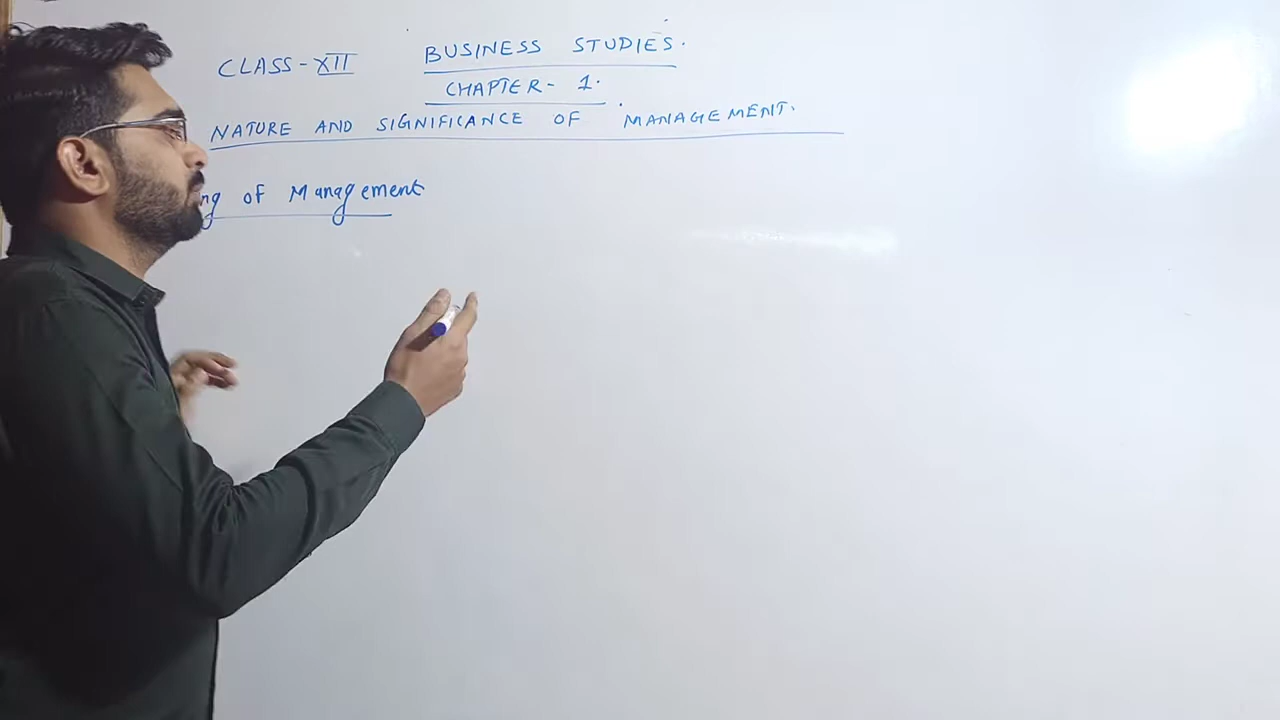 CLASS-XII BUSINESS STUDIES.
CHAPTER- 1.
NATURE AND SIGNIFICANCE OF MANAGEMENT.
ng of Management